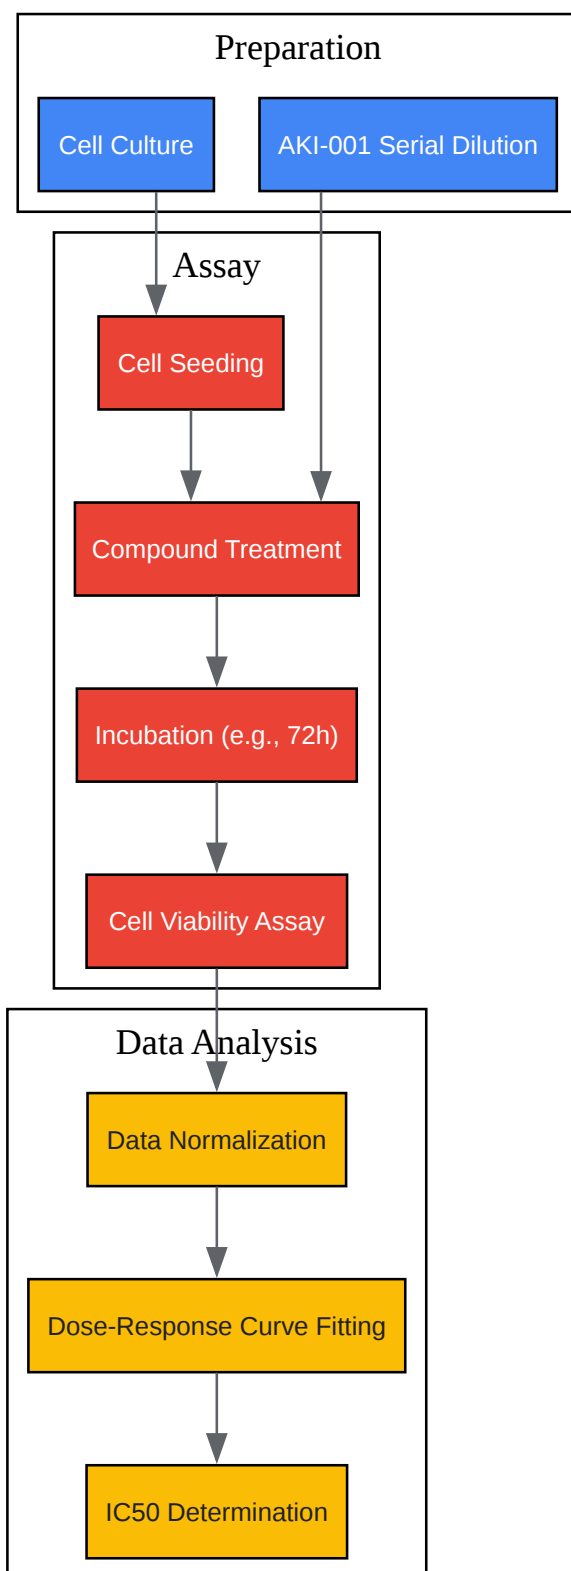 Preparation
Cell Culture
AKI-001 Serial Dilution
Assay
Cell Seeding
Compound Treatment
Incubation (e.g., 72h)
Cell Viability Assay
Data Analysis
Data Normalization
Dose-Response Curve Fitting
IC50 Determination